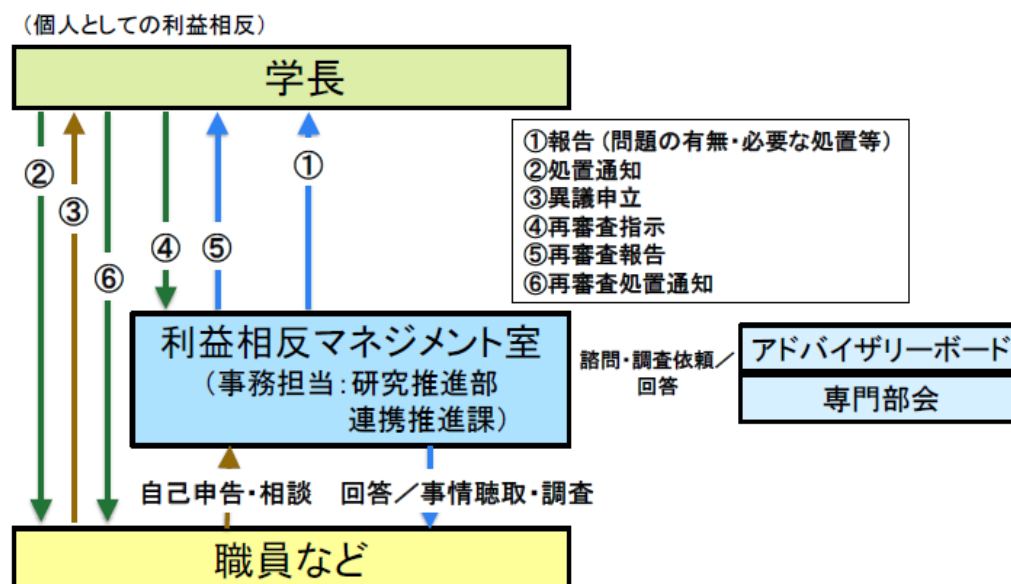 （個人としての利益相反）
学長
①報告（問題の有無・必要な処置等）
②処置通知
③異議申立
④再審査指示
⑤再審査報告
⑥再審査処置通知
②
③
⑥
④
⑤
①
利益相反マネジメント室
（事務担当：研究推進部
連携推進課）
諮問・調査依頼／
回答
アドバイザリーボード
専門部会
自己申告・相談
回答／事情聴取・調査
職員など